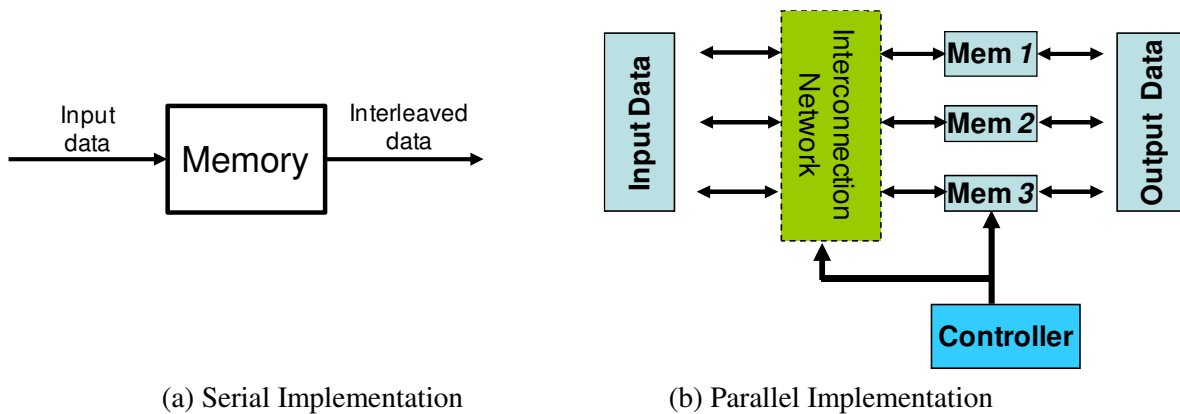 Input
data
Memory
Interleaved
data
(a) Serial Implementation
Input Data
Interconnection
Network
Mem 1
Mem 2
Mem 3
Output Data
Controller
(b) Parallel Implementation